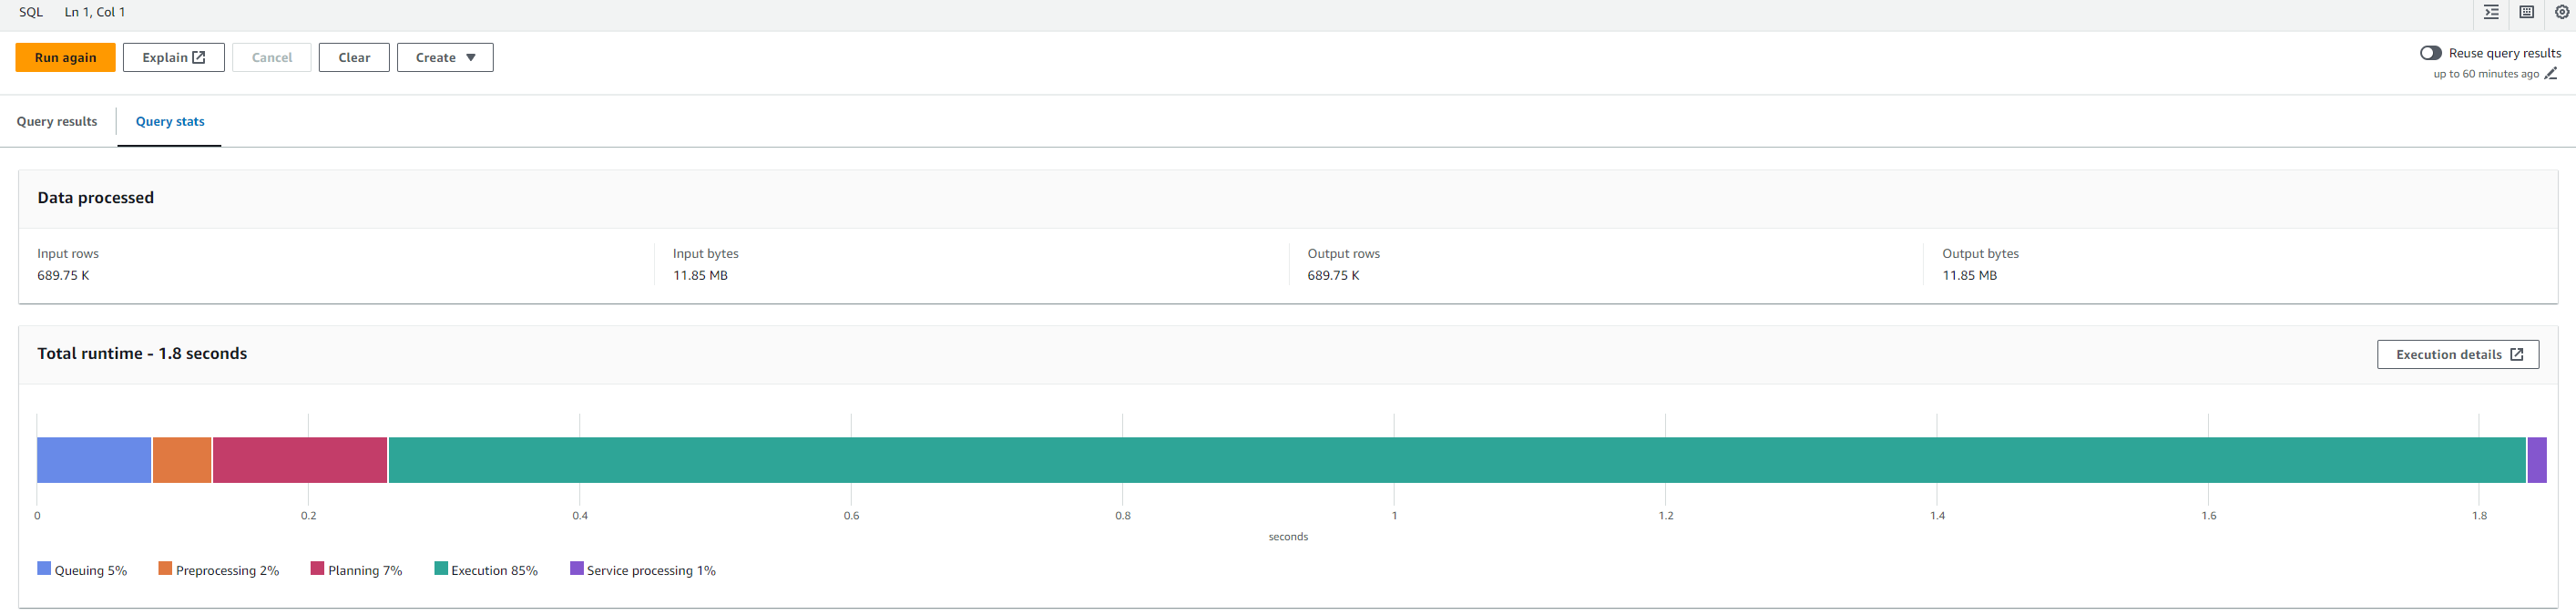 SQL Ln 1, Col 1
Run again Explain Cancel Clear Create Reuse query results
up to 60 minutes ago
Query results Query stats
Data processed
Input rows Input bytes Output rows Output bytes
689.75 K 11.85 MB 689.75 K 11.85 MB
Total runtime - 1.8 seconds Execution details
0 0.2 0.4 0.6 0.8 1 1.2 1.4 1.6 1.8
seconds
Queuing 5% Preprocessing 2% Planning 7% Execution 85% Service processing 1%